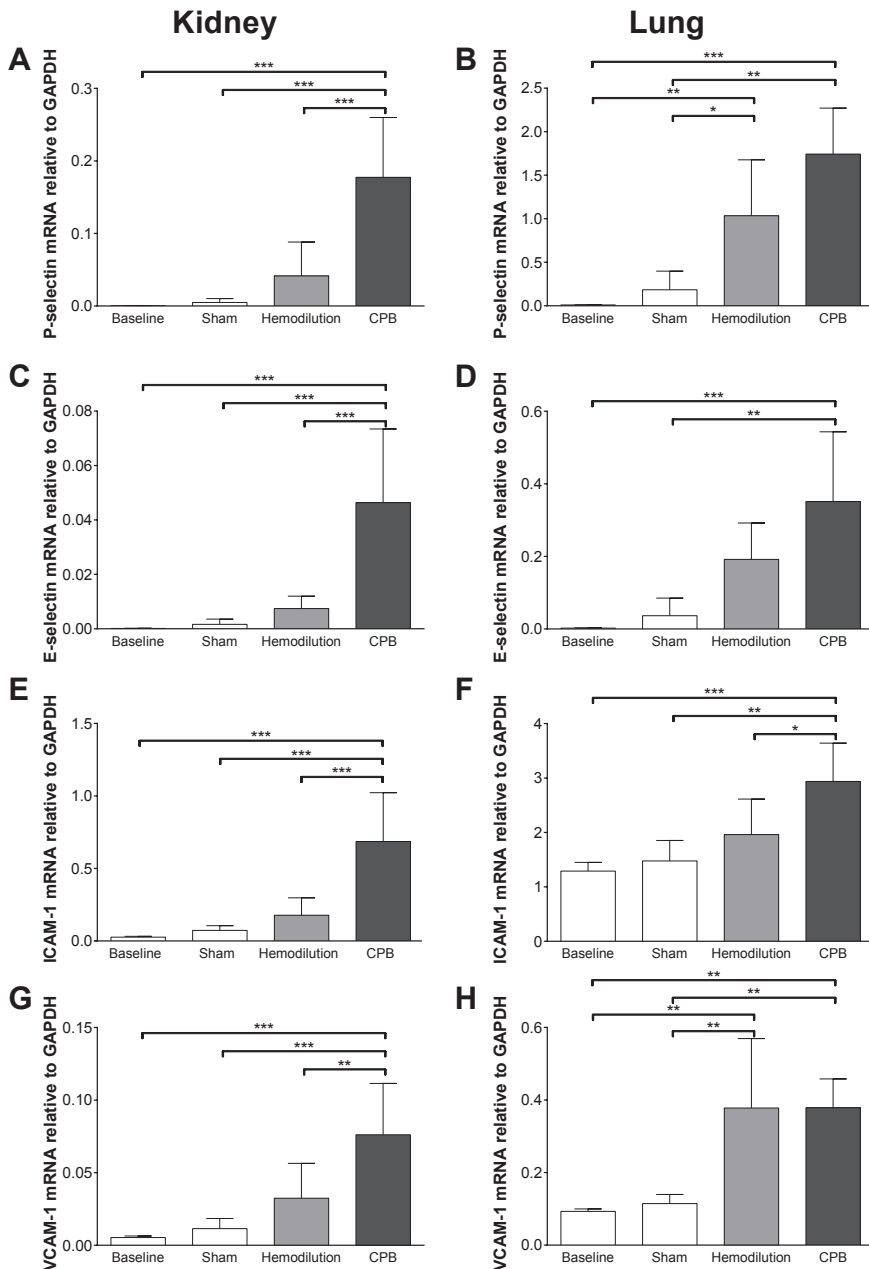 Kidney
Lung
A
P-selectin mRNA relative to GAPDH
***
***
***
0.3
0.2
0.1
0.0
Baseline Sham Hemodilution CPB
B
P-selectin mRNA relative to GAPDH
***
**
**
*
2.5
2.0
1.5
1.0
0.5
0.0
Baseline Sham Hemodilution CPB
C
E-selectin mRNA relative to GAPDH
***
***
***
0.08
0.06
0.04
0.02
0.00
Baseline Sham Hemodilution CPB
D
E-selectin mRNA relative to GAPDH
***
**
0.6
0.4
0.2
0.0
Baseline Sham Hemodilution CPB
E
ICAM-1 mRNA relative to GAPDH
***
***
***
1.5
1.0
0.5
0.0
Baseline Sham Hemodilution CPB
F
ICAM-1 mRNA relative to GAPDH
***
**
*
4
3
2
1
0
Baseline Sham Hemodilution CPB
G
VCAM-1 mRNA relative to GAPDH
***
***
**
0.15
0.10
0.05
0.00
Baseline Sham Hemodilution CPB
H
VCAM-1 mRNA relative to GAPDH
**
**
**
**
0.6
0.4
0.2
0.0
Baseline Sham Hemodilution CPB